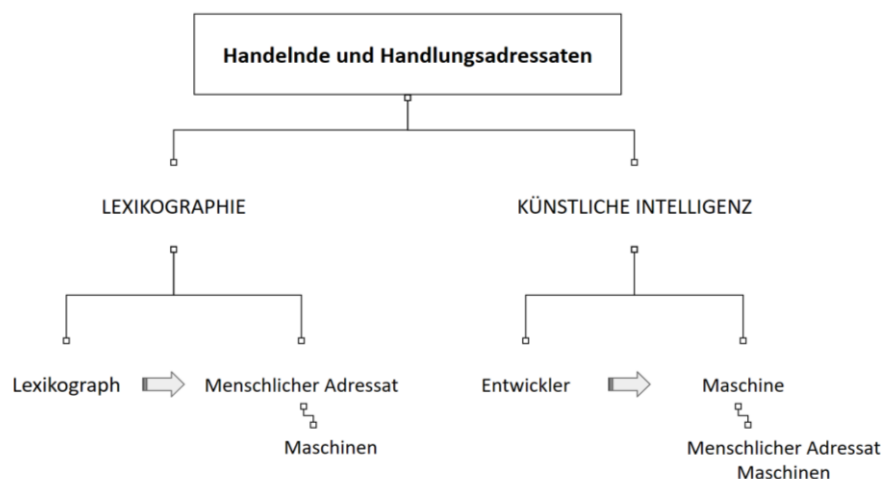 Handelnde und Handlungsadressaten
LEXIKOGRAPHIE
KÜNSTLICHE INTELLIGENZ
Lexikograph
Menschlicher Adressat
Entwickler
Maschine
Maschinen
Menschlicher Adressat
Maschinen